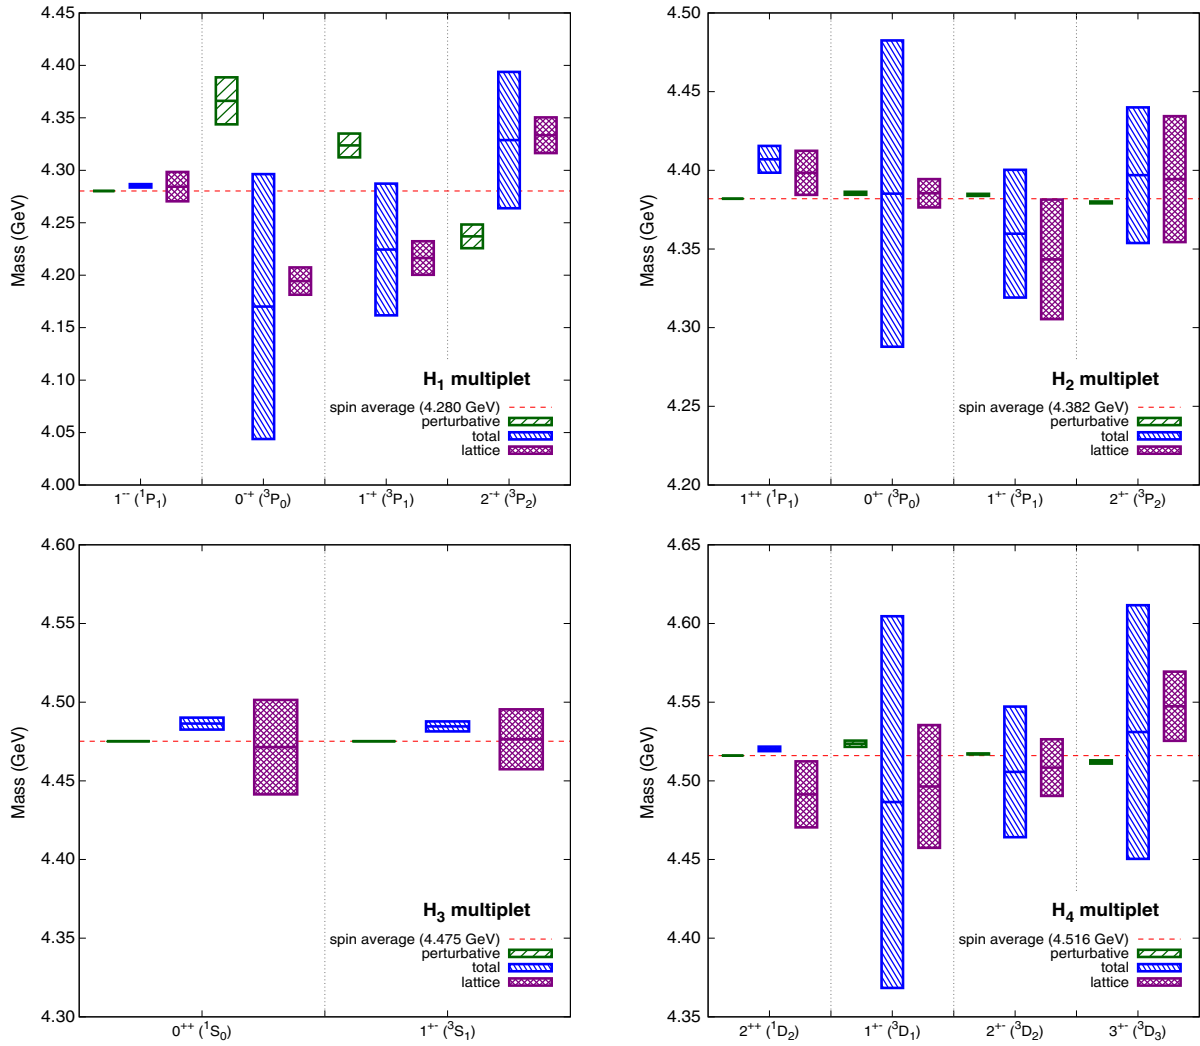 4.45
4.40
4.35
4.30
4.25
4.20
4.15
4.10
4.05
4.00
Mass (GeV)
H₁ multiplet
spin average (4.280 GeV)
perturbative
total
lattice
1⁻⁻ (¹P₁)
0⁻⁺ (³P₀)
1⁻⁺ (³P₁)
2⁻⁺ (³P₂)
4.50
4.45
4.40
4.35
4.30
4.25
4.20
Mass (GeV)
H₂ multiplet
spin average (4.382 GeV)
perturbative
total
lattice
1⁺⁺ (¹P₁)
0⁺⁻ (³P₀)
1⁺⁻ (³P₁)
2⁺⁻ (³P₂)
4.60
4.55
4.50
4.45
4.40
4.35
4.30
Mass (GeV)
H₃ multiplet
spin average (4.475 GeV)
perturbative
total
lattice
0⁺⁺ (¹S₀)
1⁺⁻ (³S₁)
4.65
4.60
4.55
4.50
4.45
4.40
4.35
Mass (GeV)
H₄ multiplet
spin average (4.516 GeV)
perturbative
total
lattice
2⁺⁺ (¹D₂)
1⁺⁻ (³D₁)
2⁺⁻ (³D₂)
3⁺⁻ (³D₃)